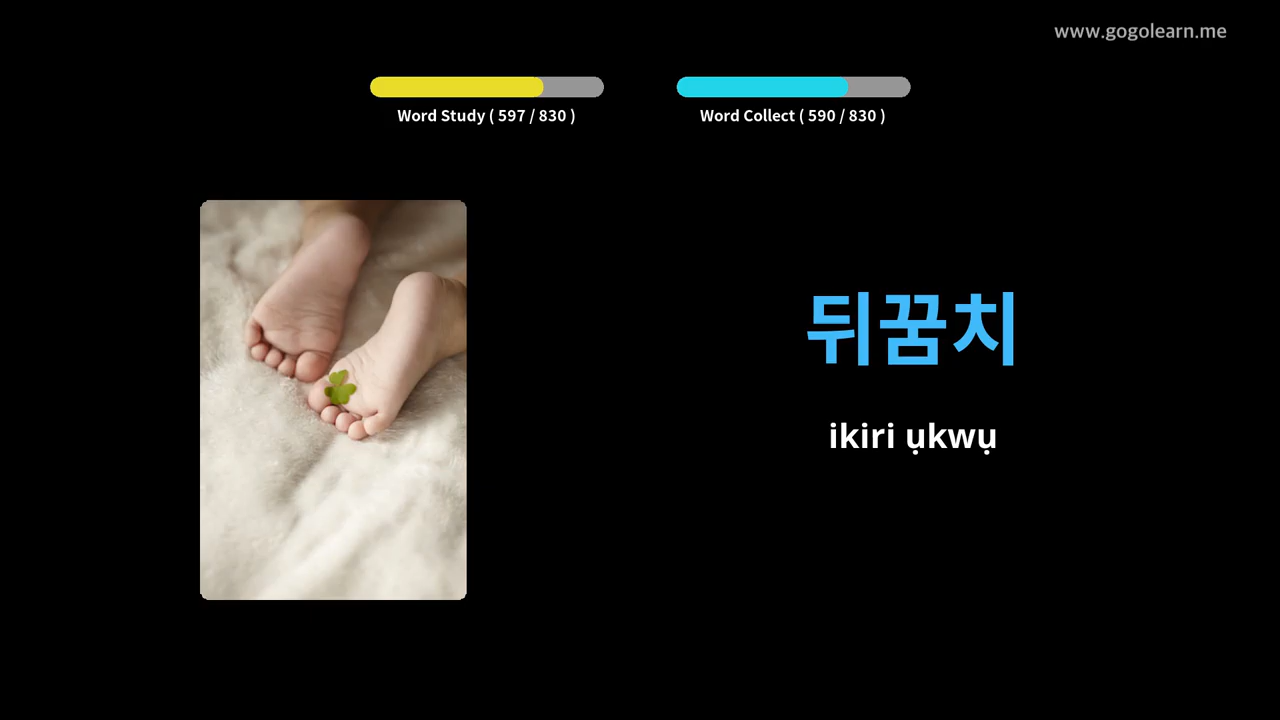 www.gogolearn.me
Word Study ( 597 / 830 )
Word Collect ( 590 / 830 )
뒤꿈치
ikiri ụkwụ